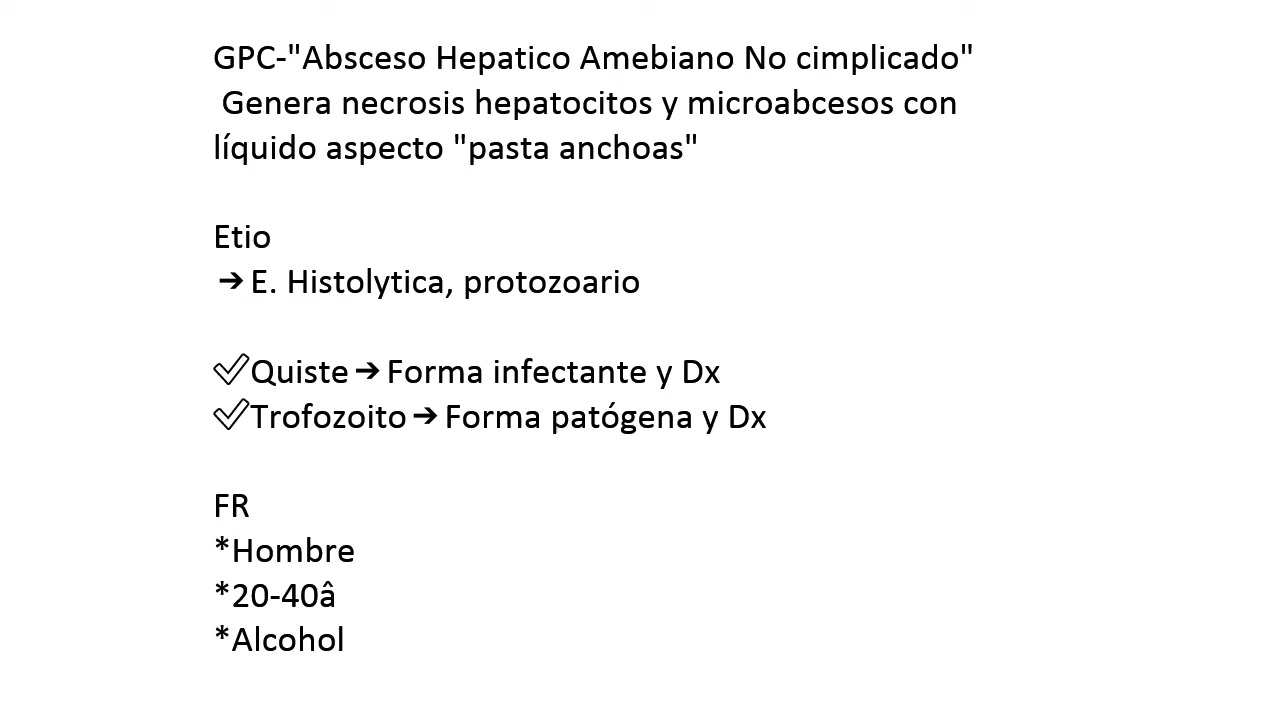 GPC-"Absceso Hepatico Amebiano No cimplicado"
Genera necrosis hepatocitos y microabcesos con
líquido aspecto "pasta anchoas"
Etio
➔E. Histolytica, protozoario
✅Quiste➔Forma infectante y Dx
✅Trofozoito➔Forma patógena y Dx
FR
*Hombre
*20-40â
*Alcohol